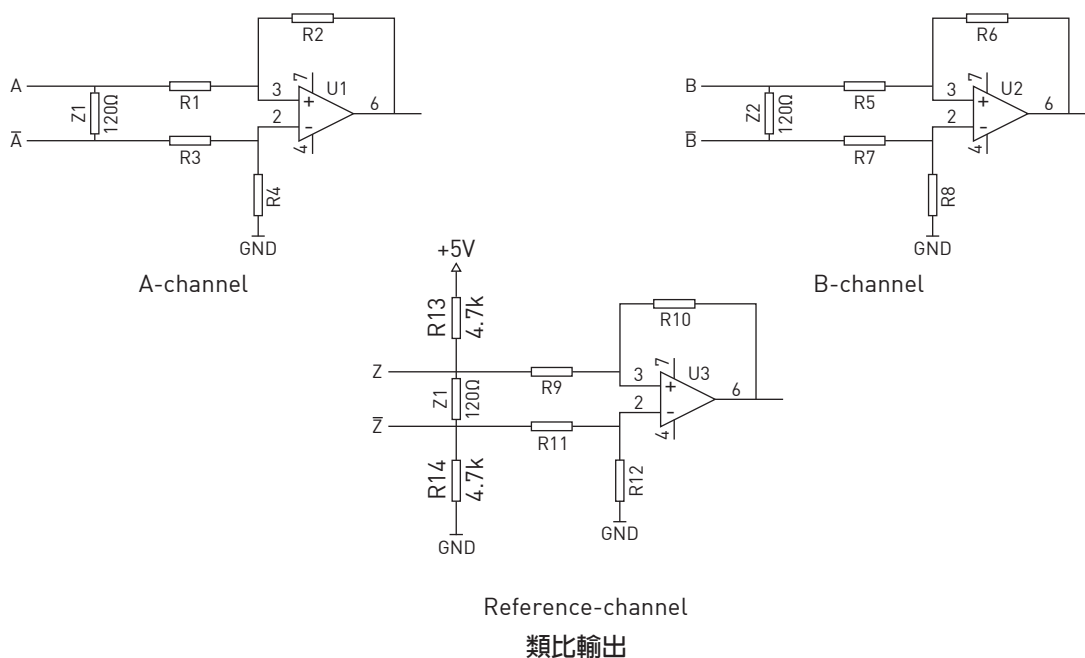 R2
A
R1
3
7
U1
+
6
Z1
120Ω
2
-
A̅
R3
4
R4
GND
A-channel
R6
B
R5
3
7
U2
+
6
Z2
120Ω
2
-
B̅
R7
4
R8
GND
B-channel
+5V
R13
4.7k
R10
Z
R9
3
7
U3
+
6
Z1
120Ω
2
-
Z̅
R11
4
R14
4.7k
R12
GND
GND
Reference-channel
類比輸出